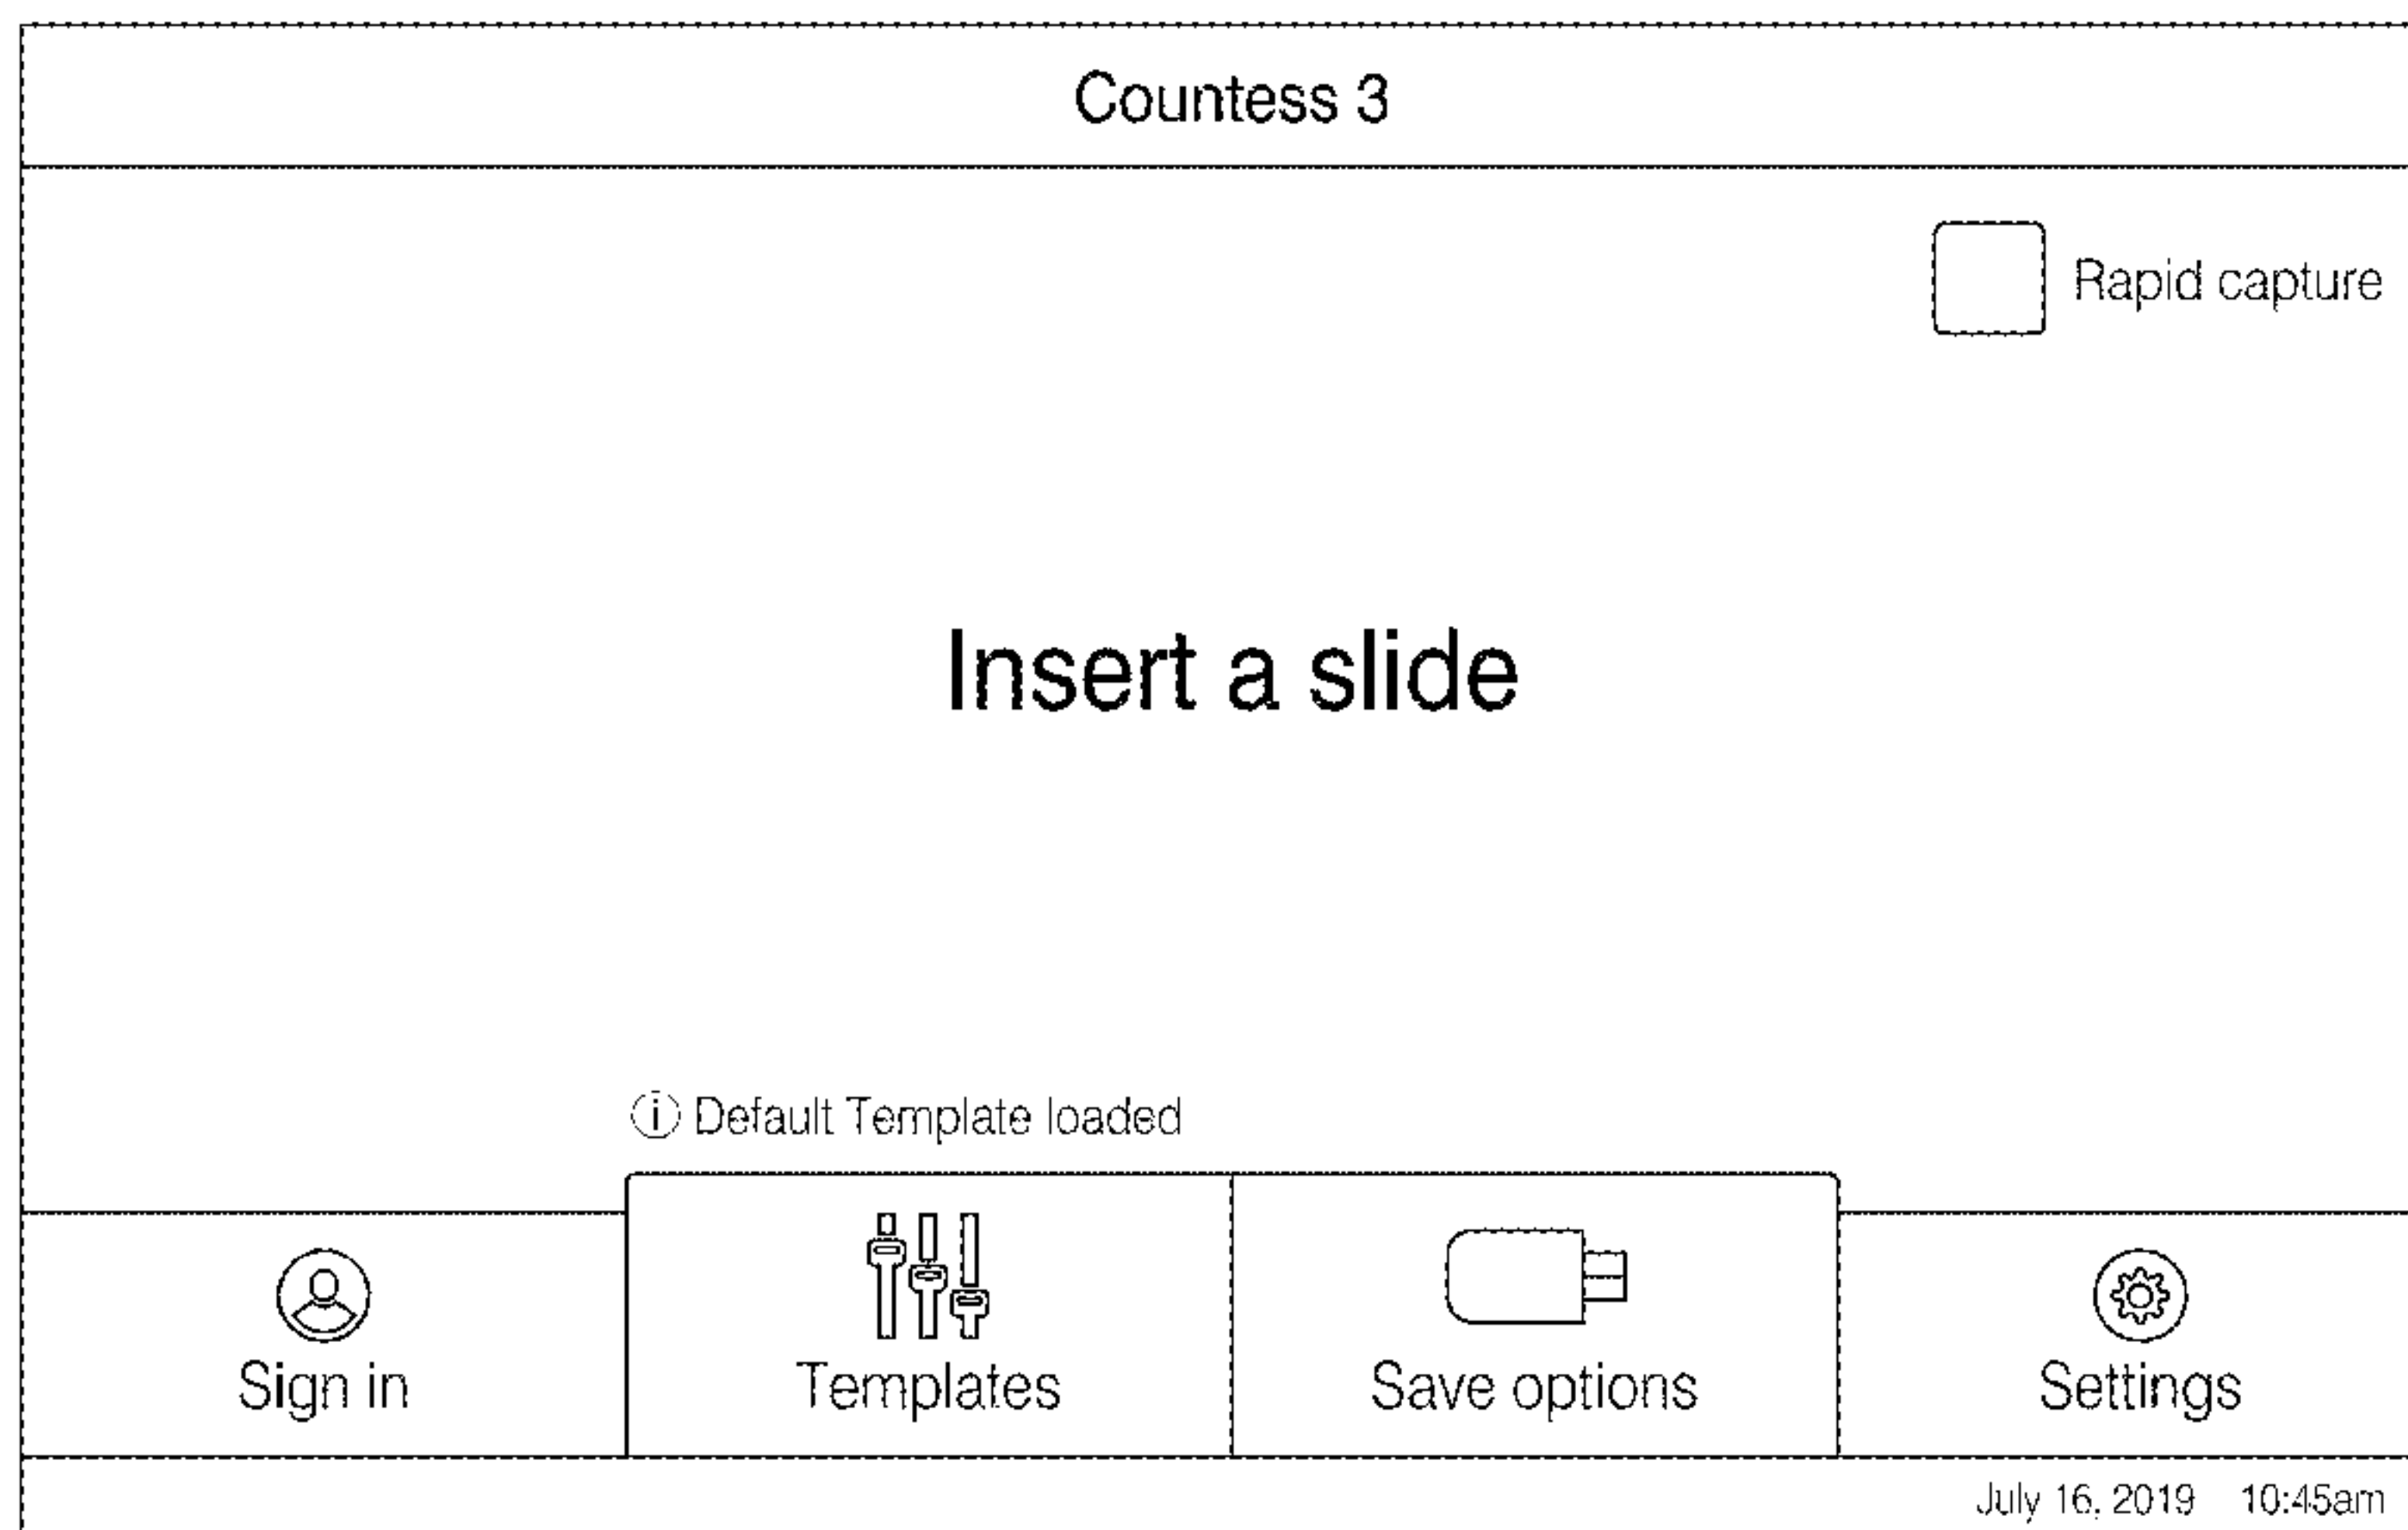 Countess 3
Rapid capture
Insert a slide
i Default Template loaded
Sign in
Templates
Save options
Settings
July 16, 2019 10:45am